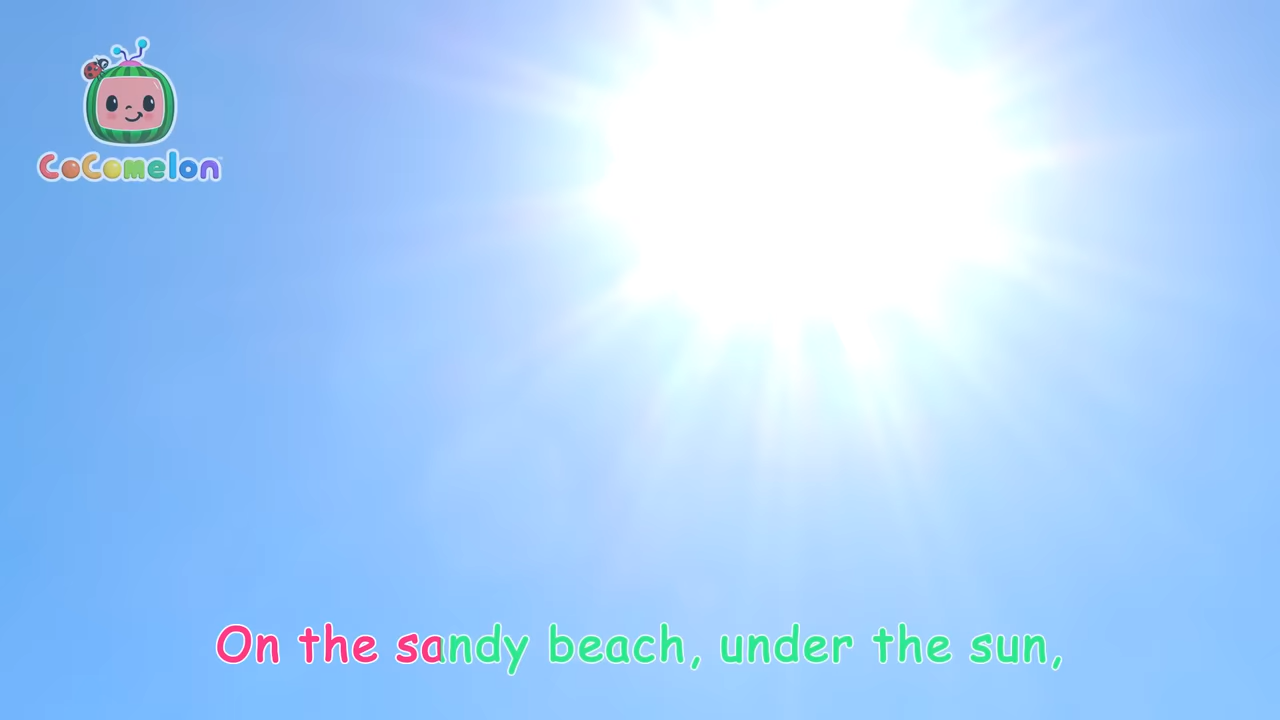 CoComelon
On the sandy beach, under the sun,